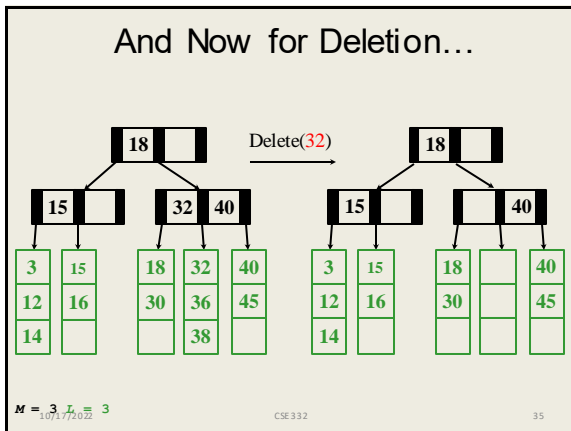 And Now for Deletion…
18 Delete(32) 18
15 32 40 15 40
3 15 18 32 40 3 15 18 40
12 16 30 36 45 12 16 30 45
14 38 14
M = 3 L = 3
10/17/2022 CSE332 35